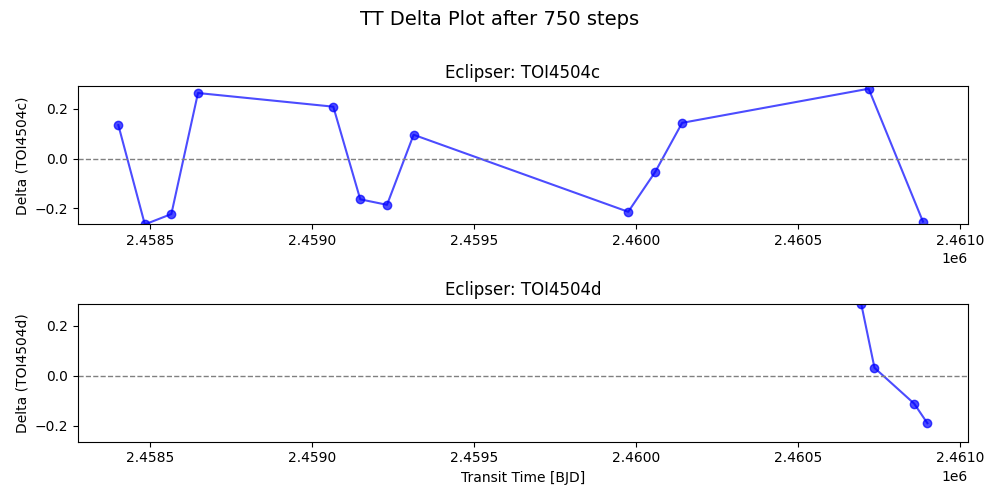 TT Delta Plot after 750 steps
Eclipser: TOI4504c
Delta (TOI4504c)
0.2
0.0
−0.2
2.4585 2.4590 2.4595 2.4600 2.4605 2.4610
1e6
Eclipser: TOI4504d
Delta (TOI4504d)
0.2
0.0
−0.2
2.4585 2.4590 2.4595 2.4600 2.4605 2.4610
1e6
Transit Time [BJD]